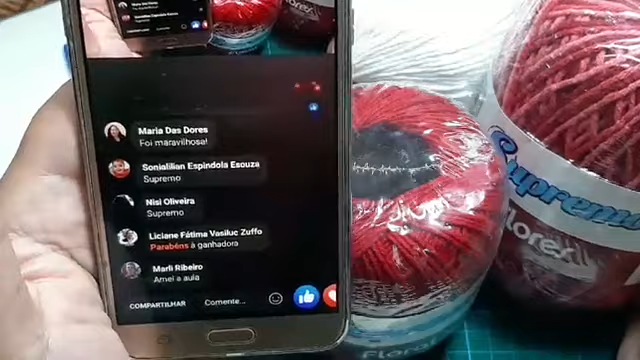 Maria Das Dores
Foi maravilhosa!
Sonialilian Espindola Esouza
Supremo
Nisi Oliveira
Supremo
Liciane Fátima Vasiluc Zuffo
Parabéns à ganhadora
Marli Ribeiro
Amei a aula
COMPARTILHAR
Comente...
Supremo
Florex